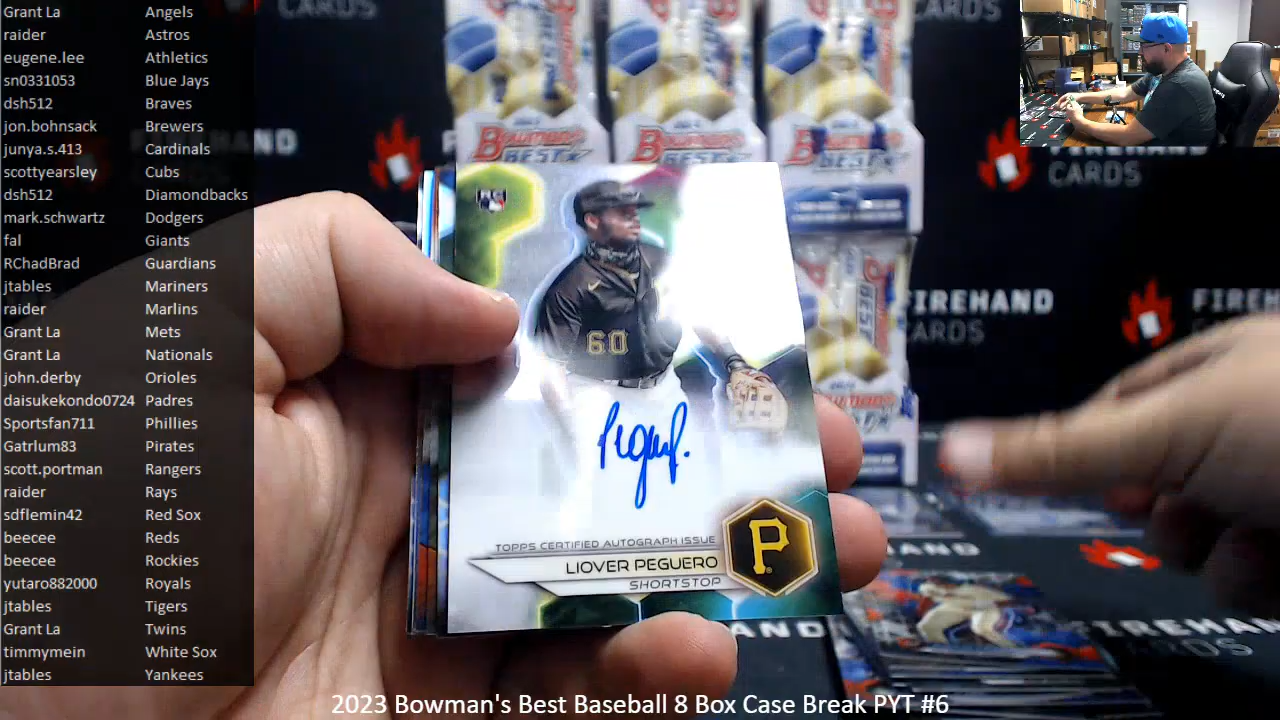 Grant La Angels
raider Astros
eugene.lee Athletics
sn0331053 Blue Jays
dsh512 Braves
jon.bohnsack Brewers
junya.s.413 Cardinals
scottyearsley Cubs
dsh512 Diamondbacks
mark.schwartz Dodgers
fal Giants
RChadBrad Guardians
jtables Mariners
raider Marlins
Grant La Mets
Grant La Nationals
john.derby Orioles
daisukekondo0724 Padres
Sportsfan711 Phillies
Gatrlum83 Pirates
scott.portman Rangers
raider Rays
sdflemin42 Red Sox
beecee Reds
beecee Rockies
yutaro882000 Royals
jtables Tigers
Grant La Twins
timmymein White Sox
jtables Yankees
CARDS
BOWMAN'S BEST
BOWMAN'S BEST
BOWMAN'S BEST
FIREHAND
CARDS
FIREHAND
CARDS
FIREHAND
RC
60
P
TOPPS CERTIFIED AUTOGRAPH ISSUE
LIOVER PEGUERO
SHORTSTOP
2023 Bowman's Best Baseball 8 Box Case Break PYT #6